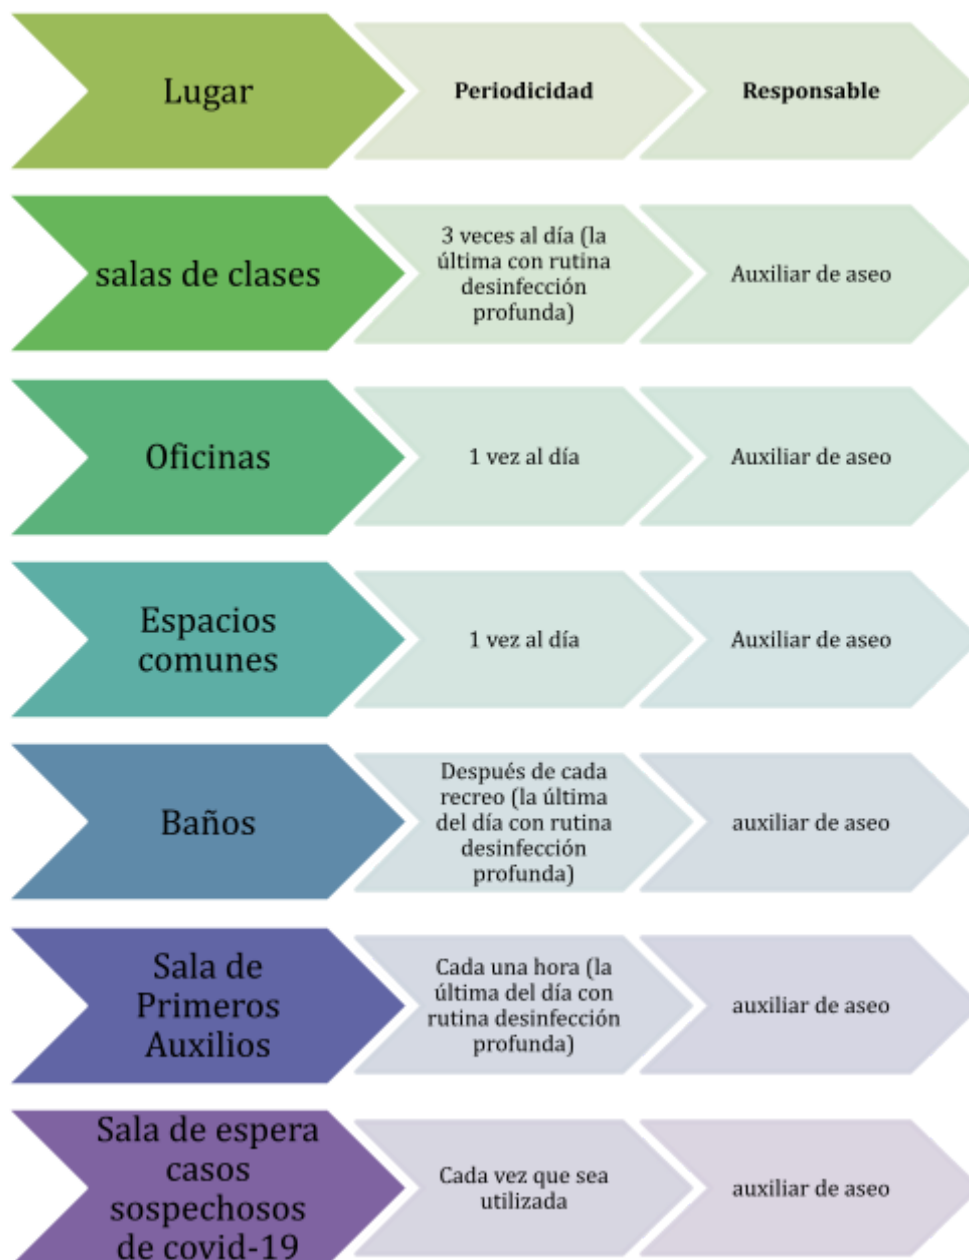 Lugar
Periodicidad
Responsable
salas de clases
3 veces al día (la
última con rutina
desinfección
profunda)
Auxiliar de aseo
Oficinas
1 vez al día
Auxiliar de aseo
Espacios
comunes
1 vez al día
Auxiliar de aseo
Baños
Después de cada
recreo (la última
del día con rutina
desinfección
profunda)
auxiliar de aseo
Sala de
Primeros
Auxilios
Cada una hora (la
última del día con
rutina desinfección
profunda)
auxiliar de aseo
Sala de espera
casos
sospechosos
de covid-19
Cada vez que sea
utilizada
auxiliar de aseo